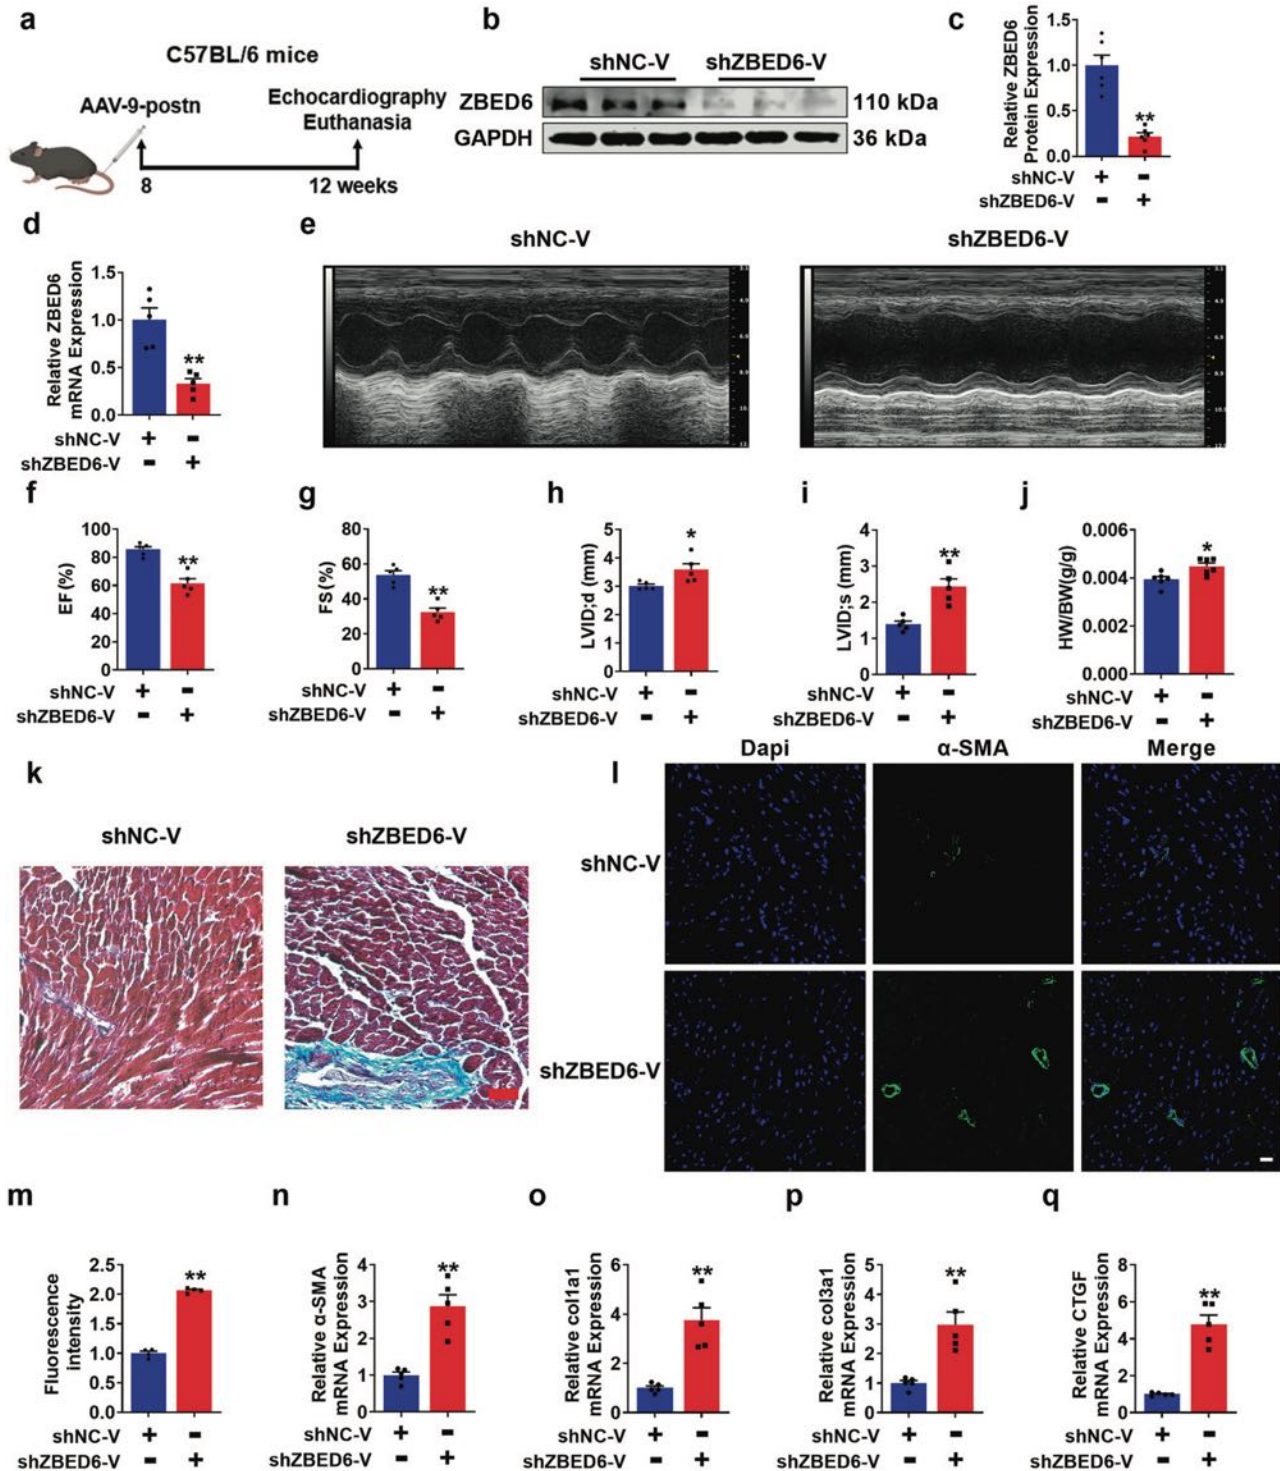 a
C57BL/6 mice
AAV-9-postn
Echocardiography
Euthanasia
8
12 weeks
b
shNC-V shZBED6-V
ZBED6 110 kDa
GAPDH 36 kDa
c
Relative ZBED6
Protein Expression
1.5
1.0
0.5
0.0
**
shNC-V + -
shZBED6-V - +
d
Relative ZBED6
mRNA Expression
1.5
1.0
0.5
0.0
**
shNC-V + -
shZBED6-V - +
e
shNC-V
shZBED6-V
f
EF (%)
100
80
60
40
20
0
**
shNC-V + -
shZBED6-V - +
g
FS (%)
80
60
40
20
0
**
shNC-V + -
shZBED6-V - +
h
LVID;d (mm)
5
4
3
2
1
0
*
shNC-V + -
shZBED6-V - +
i
LVID;s (mm)
4
3
2
1
0
**
shNC-V + -
shZBED6-V - +
j
HW/BW(g/g)
0.006
0.004
0.002
0.000
*
shNC-V + -
shZBED6-V - +
k
shNC-V
shZBED6-V
l
Dapi α-SMA Merge
shNC-V
shZBED6-V
m
Fluorescence
intensity
2.5
2.0
1.5
1.0
0.5
0.0
**
shNC-V + -
shZBED6-V - +
n
Relative α-SMA
mRNA Expression
4
3
2
1
0
**
shNC-V + -
shZBED6-V - +
o
Relative col1a1
mRNA Expression
6
4
2
0
**
shNC-V + -
shZBED6-V - +
p
Relative col3a1
mRNA Expression
5
4
3
2
1
0
**
shNC-V + -
shZBED6-V - +
q
Relative CTGF
mRNA Expression
8
6
4
2
0
**
shNC-V + -
shZBED6-V - +